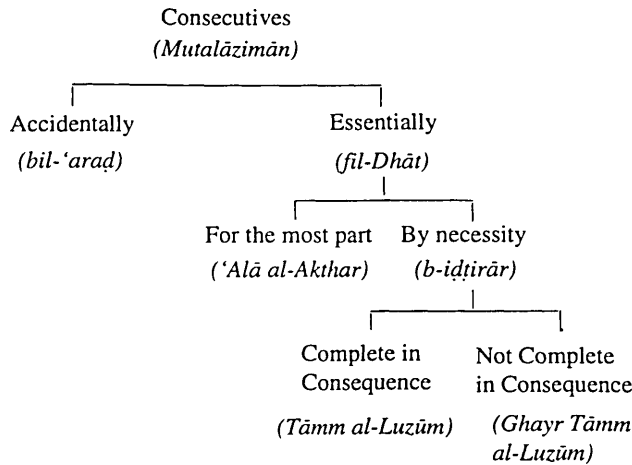 Consecutives
(Mutalāzimān)
Accidentally
(bil-‘araḍ)
Essentially
(fil-Dhāt)
For the most part
(‘Alā al-Akthar)
By necessity
(b-iḍṭirār)
Complete in
Consequence
(Tāmm al-Luzūm)
Not Complete
in Consequence
(Ghayr Tāmm
al-Luzūm)